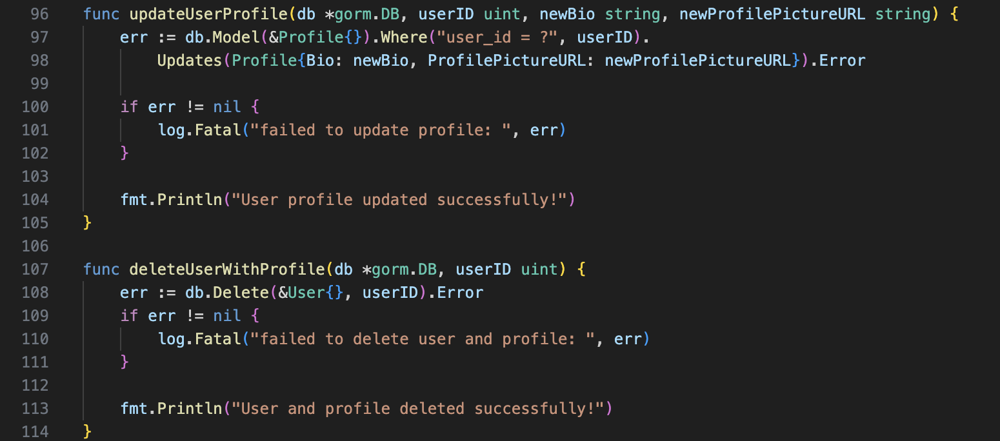 96 func updateUserProfile(db *gorm.DB, userID uint, newBio string, newProfilePictureURL string) {
97     err := db.Model(&Profile{}).Where("user_id = ?", userID).
98         Updates(Profile{Bio: newBio, ProfilePictureURL: newProfilePictureURL}).Error
99
100     if err != nil {
101         log.Fatal("failed to update profile: ", err)
102     }
103
104     fmt.Println("User profile updated successfully!")
105 }
106
107 func deleteUserWithProfile(db *gorm.DB, userID uint) {
108     err := db.Delete(&User{}, userID).Error
109     if err != nil {
110         log.Fatal("failed to delete user and profile: ", err)
111     }
112
113     fmt.Println("User and profile deleted successfully!")
114 }